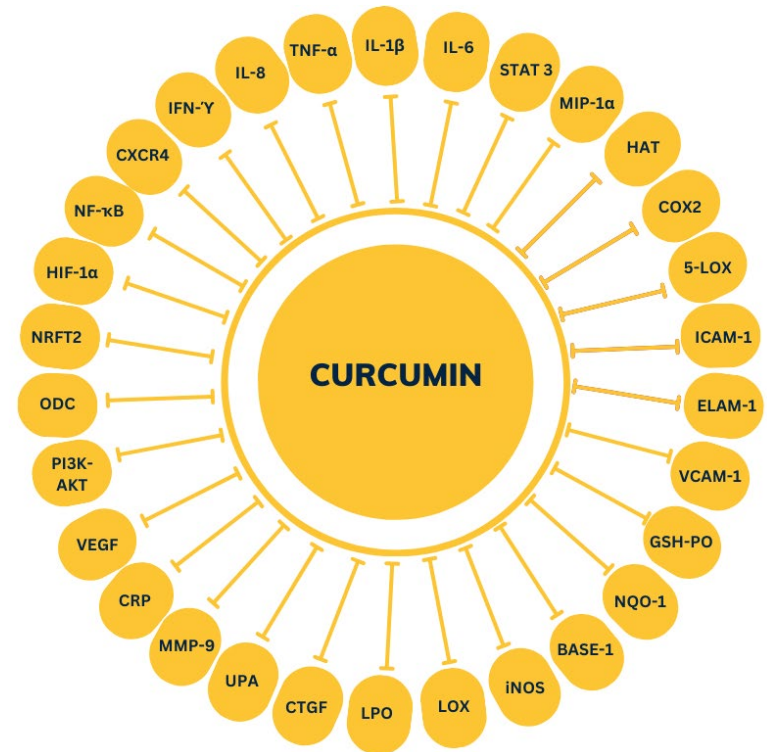 TNF-α
IL-1β
IL-6
STAT 3
MIP-1α
HAT
COX2
5-LOX
ICAM-1
ELAM-1
VCAM-1
GSH-PO
NQO-1
BASE-1
iNOS
LOX
LPO
CTGF
UPA
MMP-9
CRP
VEGF
PI3K-
AKT
ODC
NRFT2
HIF-1α
NF-κB
CXCR4
IFN-Ύ
IL-8
CURCUMIN